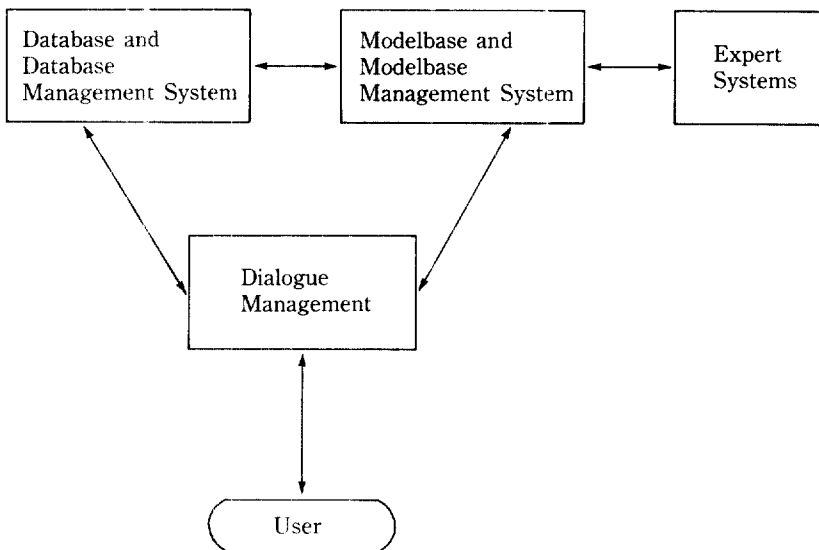 Database and
Database
Management System
Modelbase and
Modelbase
Management System
Expert
Systems
Dialogue
Management
User